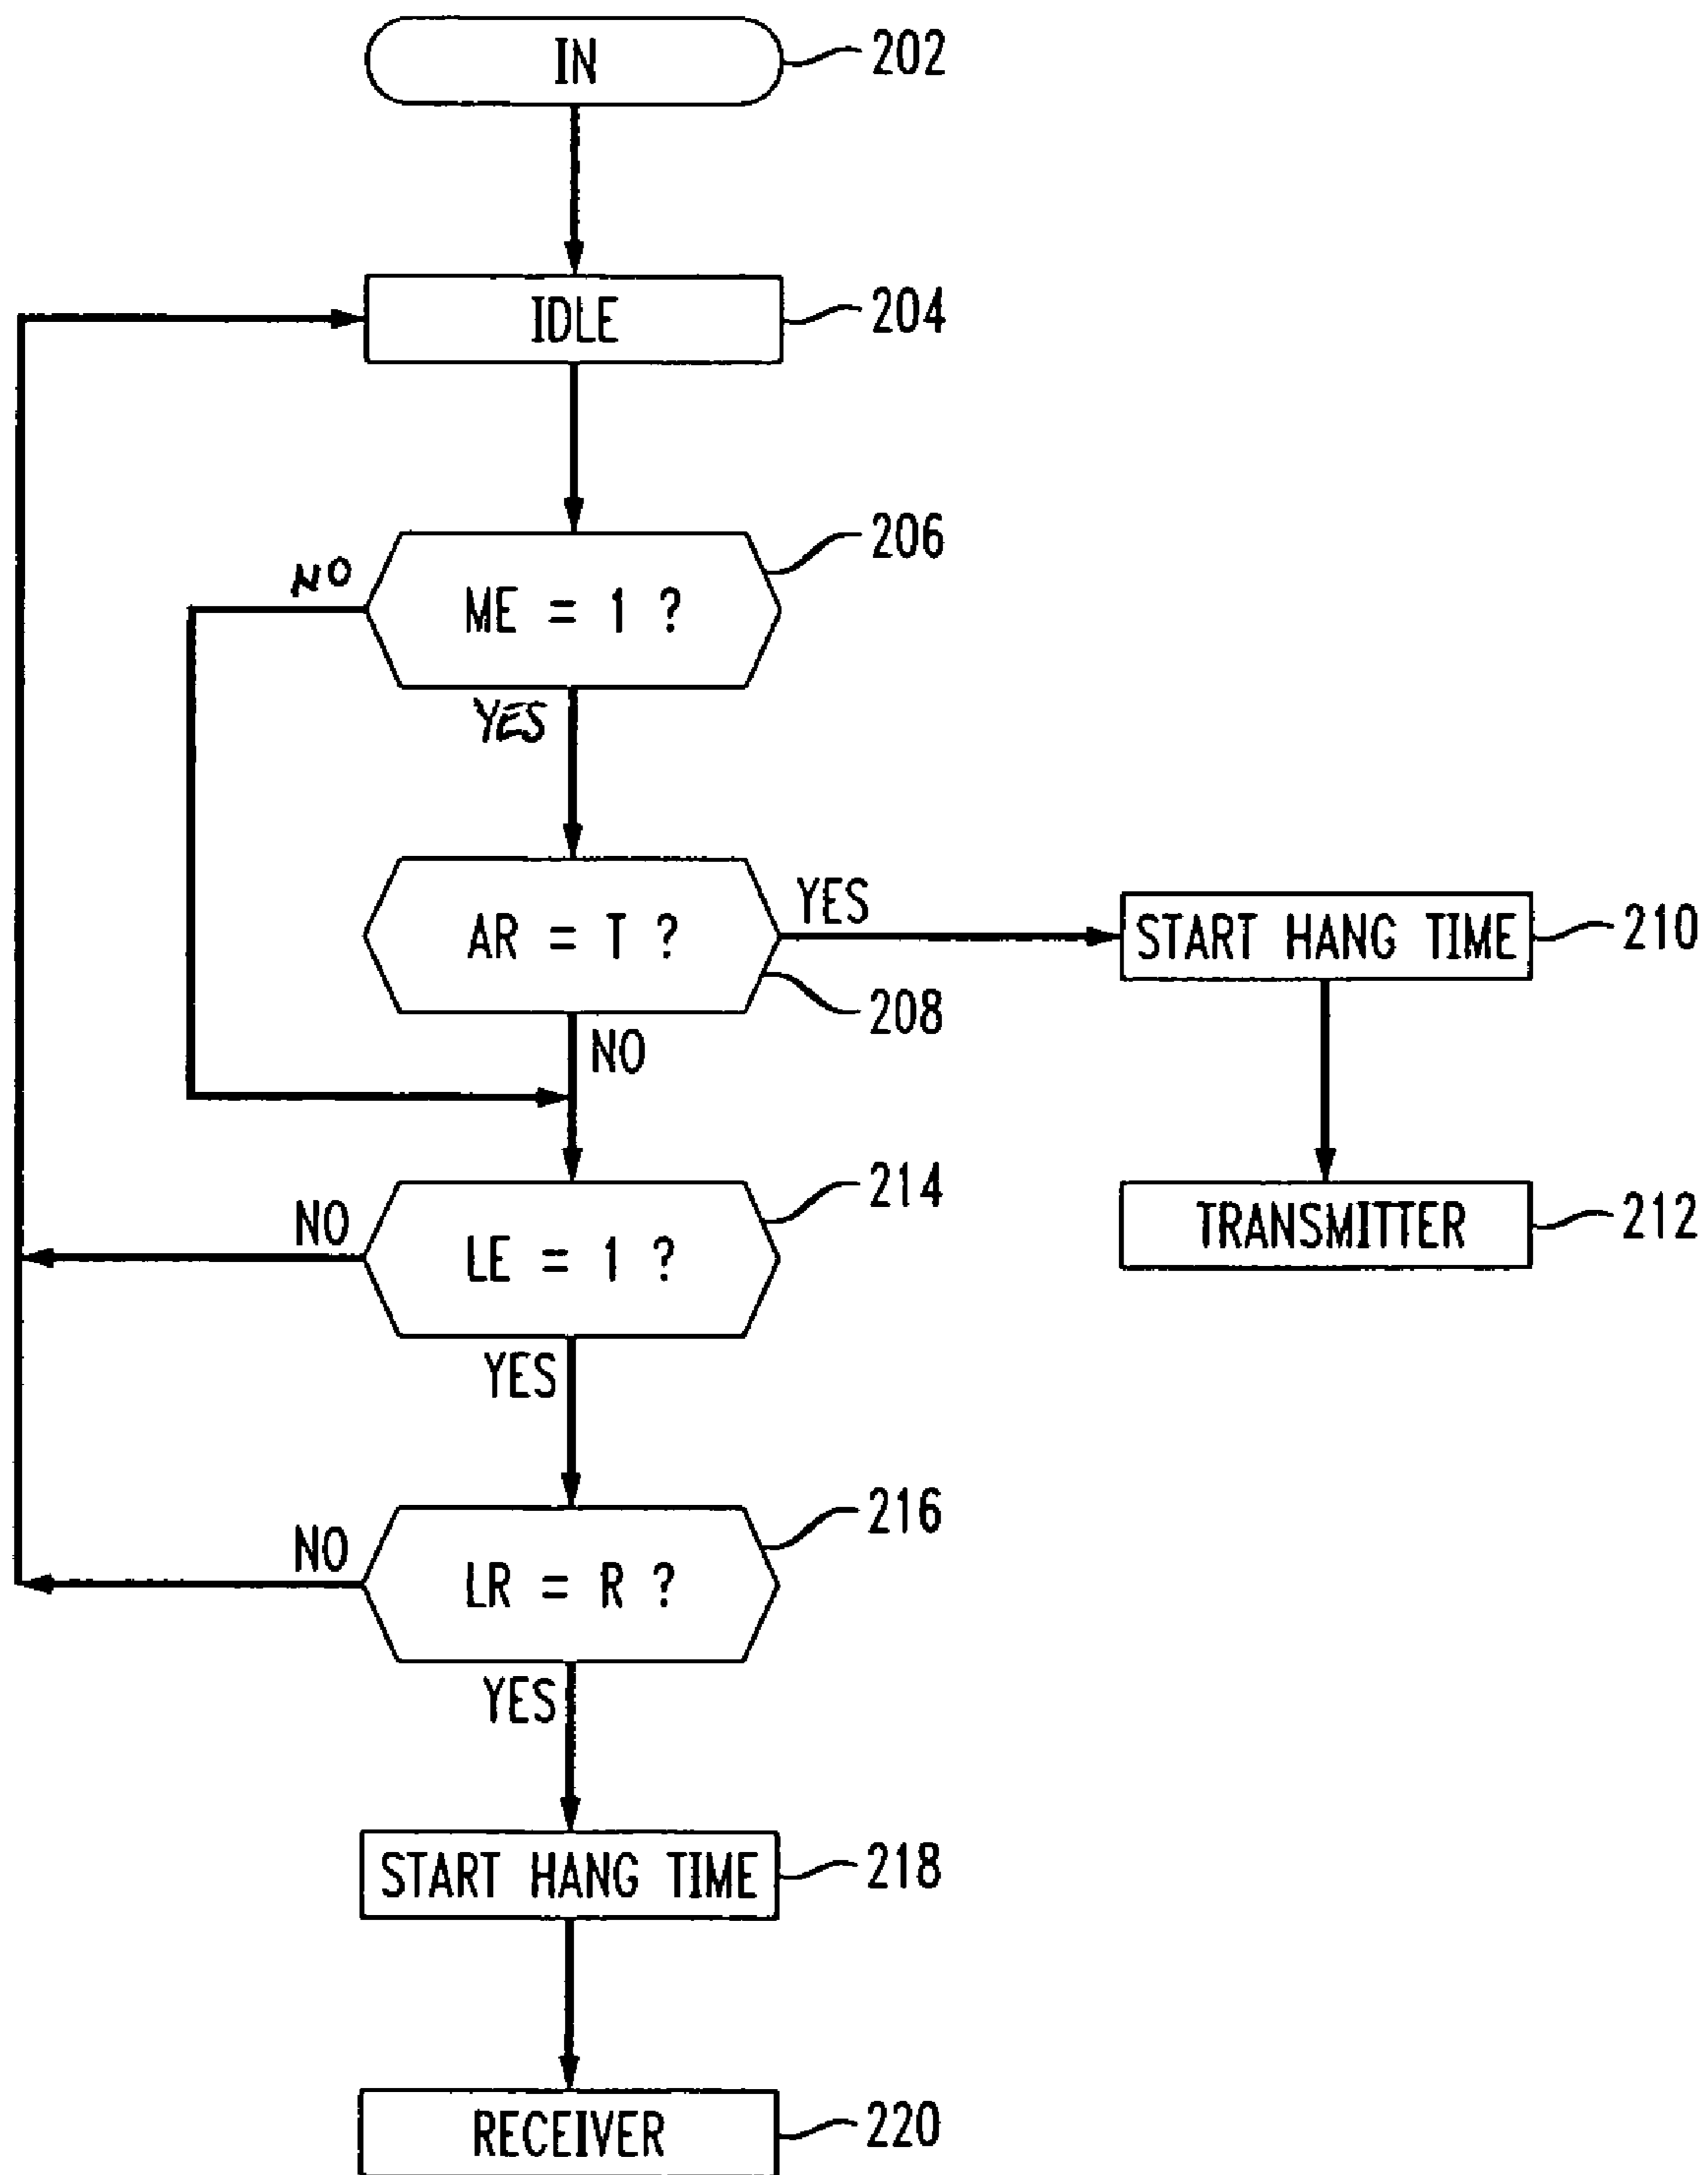 IN
202
IDLE
204
206
NO
ME = 1 ?
YES
AR = T ?
YES
START HANG TIME
210
208
NO
214
NO
LE = 1 ?
TRANSMITTER
212
YES
216
NO
LR = R ?
YES
START HANG TIME
218
RECEIVER
220